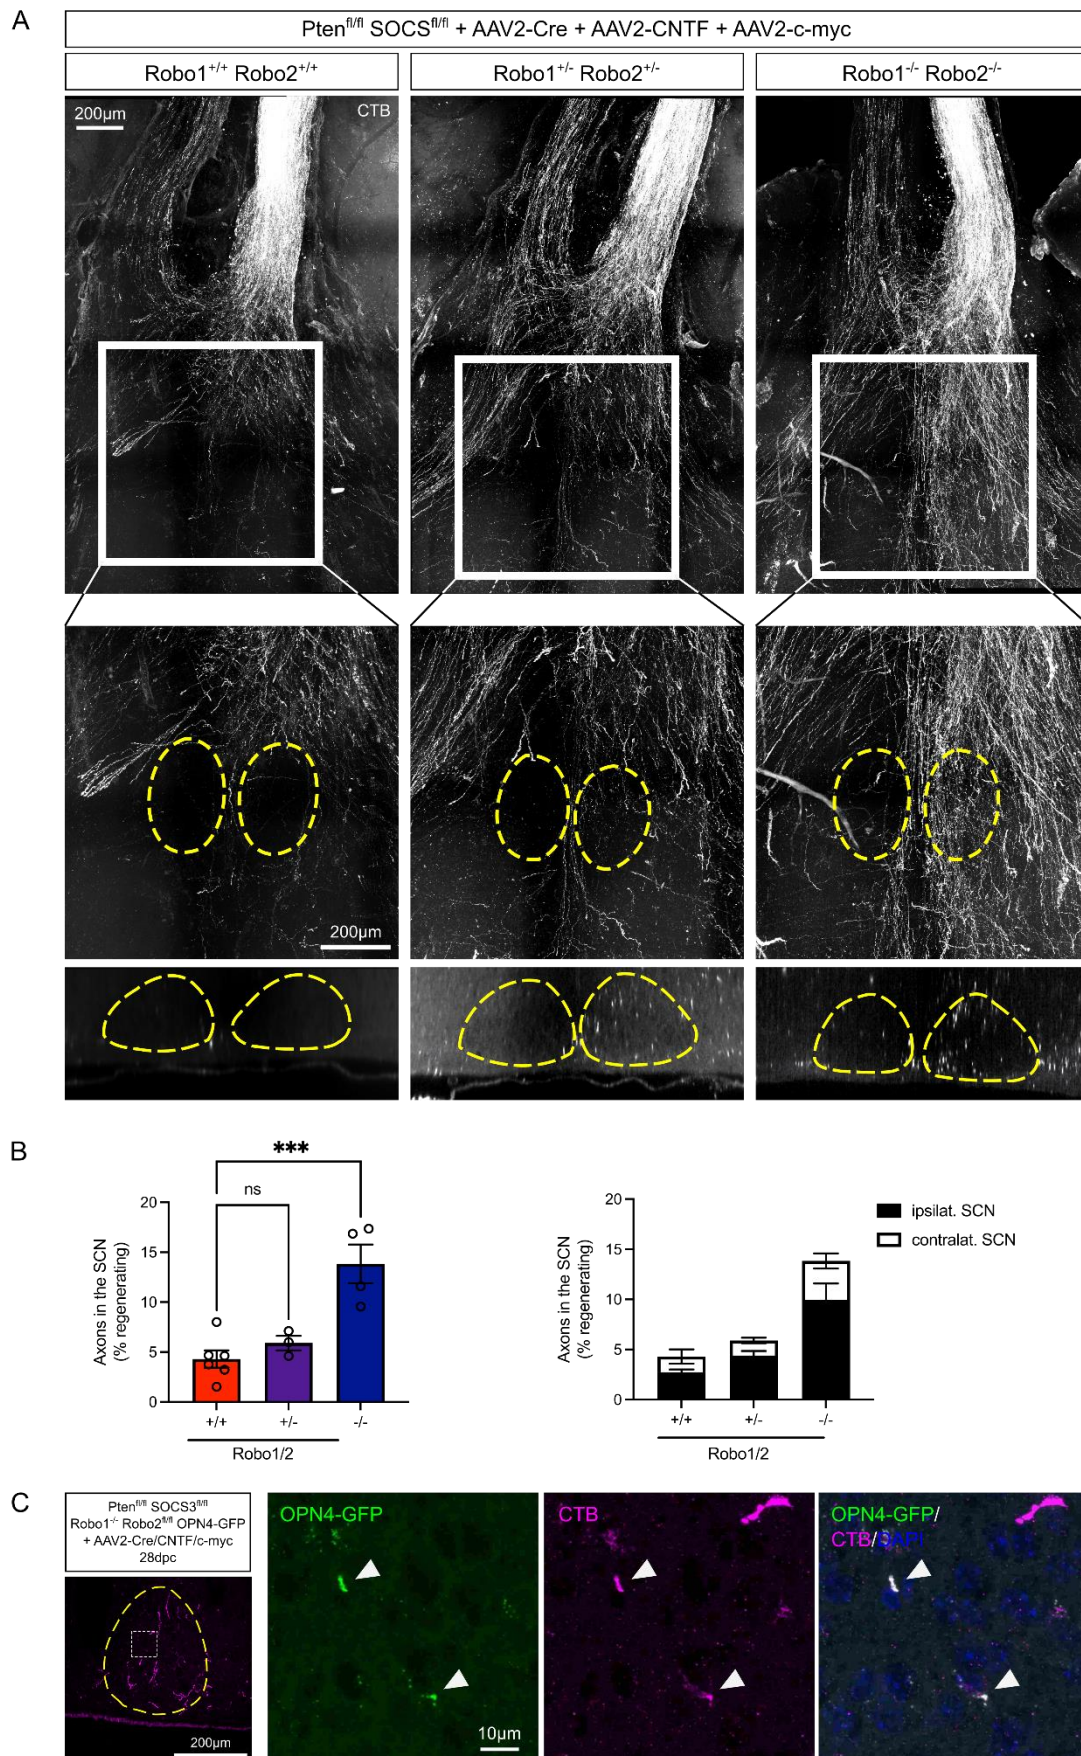 A
Pten^fl/fl SOCS^fl/fl + AAV2-Cre + AAV2-CNTF + AAV2-c-myc
Robo1^+/+ Robo2^+/+
Robo1^+/- Robo2^+/-
Robo1^-/- Robo2^-/-
200µm
CTB
200µm
B
***
ns
20
15
10
5
0
Axons in the SCN
(% regenerating)
+/+ +/- -/-
Robo1/2
20
15
10
5
0
Axons in the SCN
(% regenerating)
+/+ +/- -/-
Robo1/2
ipsilat. SCN
contralat. SCN
C
Pten^fl/fl SOCS3^fl/fl
Robo1^-/- Robo2^fl/fl OPN4-GFP
+ AAV2-Cre/CNTF/c-myc
28dpc
200µm
OPN4-GFP
10µm
CTB
OPN4-GFP/
CTB/DAPI